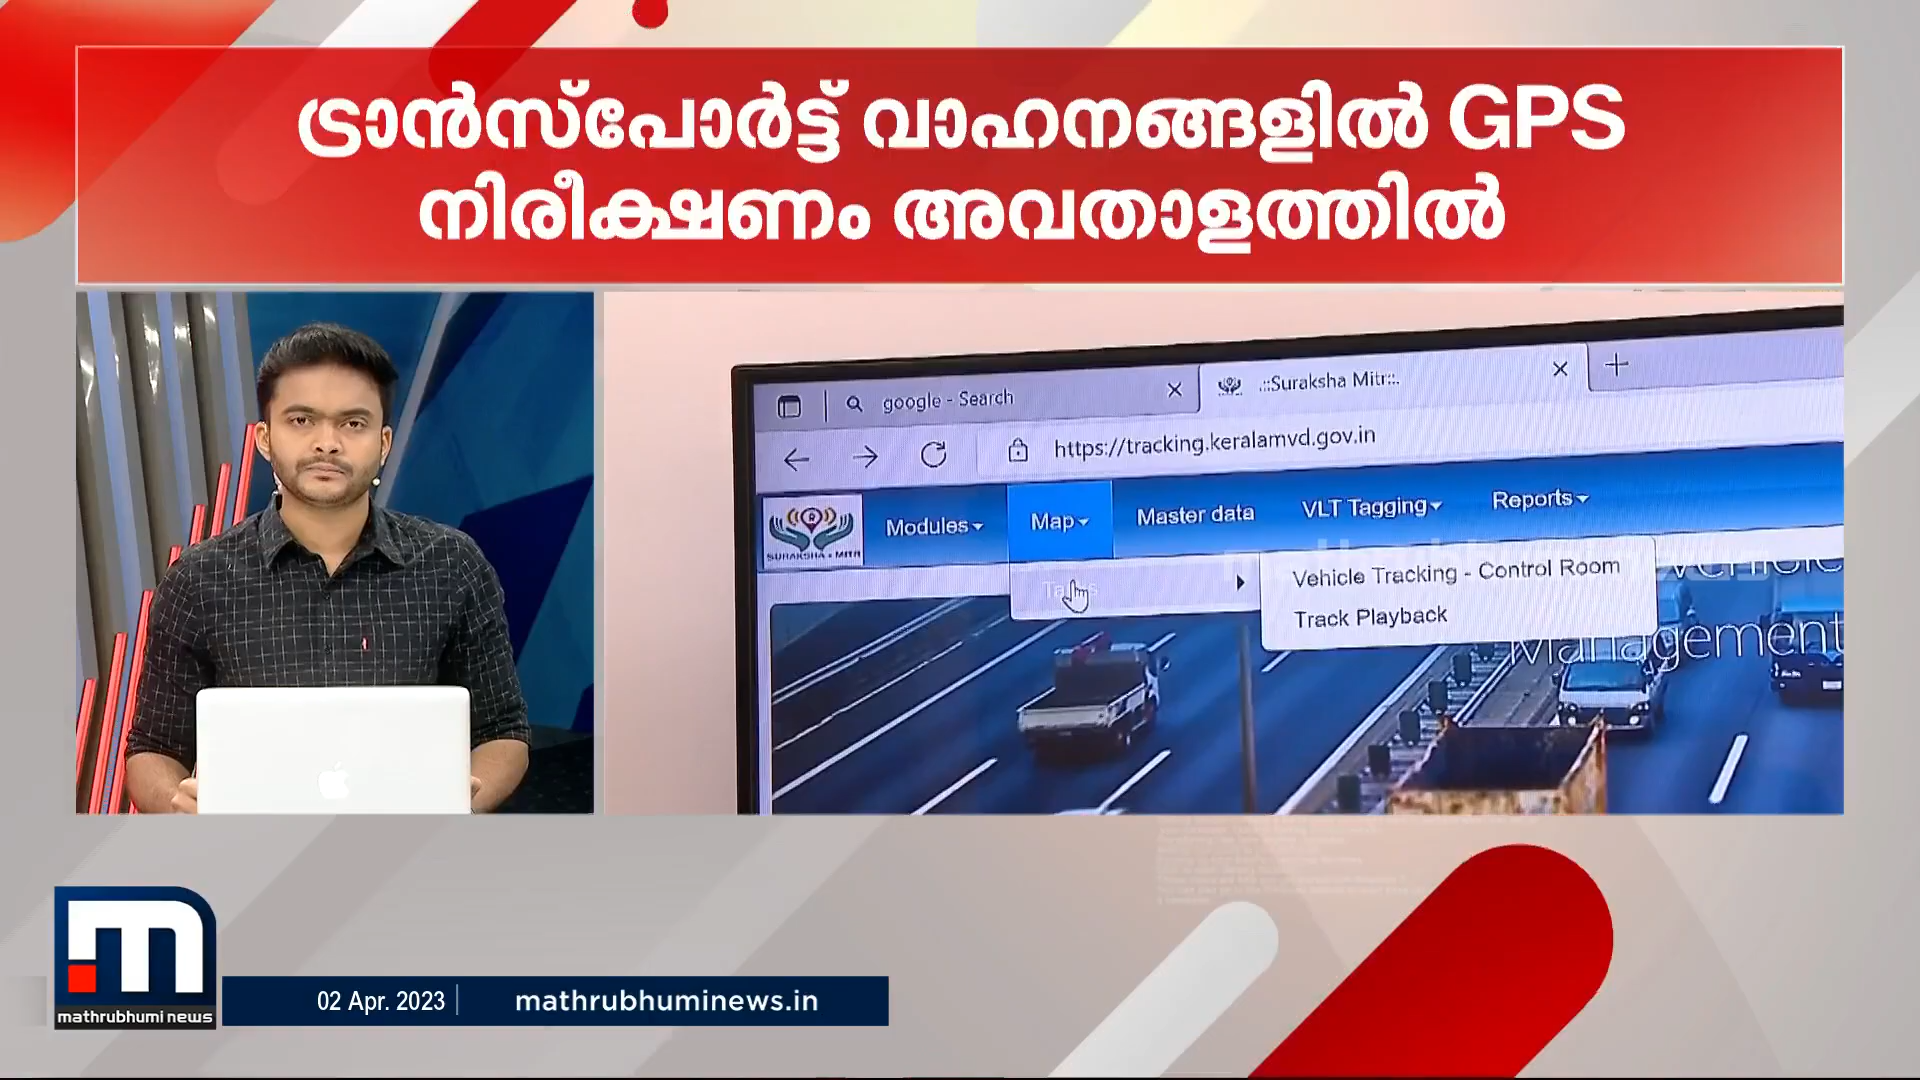 ട്രാൻസ്പോർട്ട് വാഹനങ്ങളിൽ GPS
നിരീക്ഷണം അവതാളത്തിൽ
google - Search
.::Suraksha Mitr::.
https://tracking.keralamvd.gov.in
SURAKSHA - MITR
Modules
Map
Master data
VLT Tagging
Reports
Vehicle Tracking - Control Room
Track Playback
Management
mathrubhumi news
02 Apr. 2023
mathrubhuminews.in